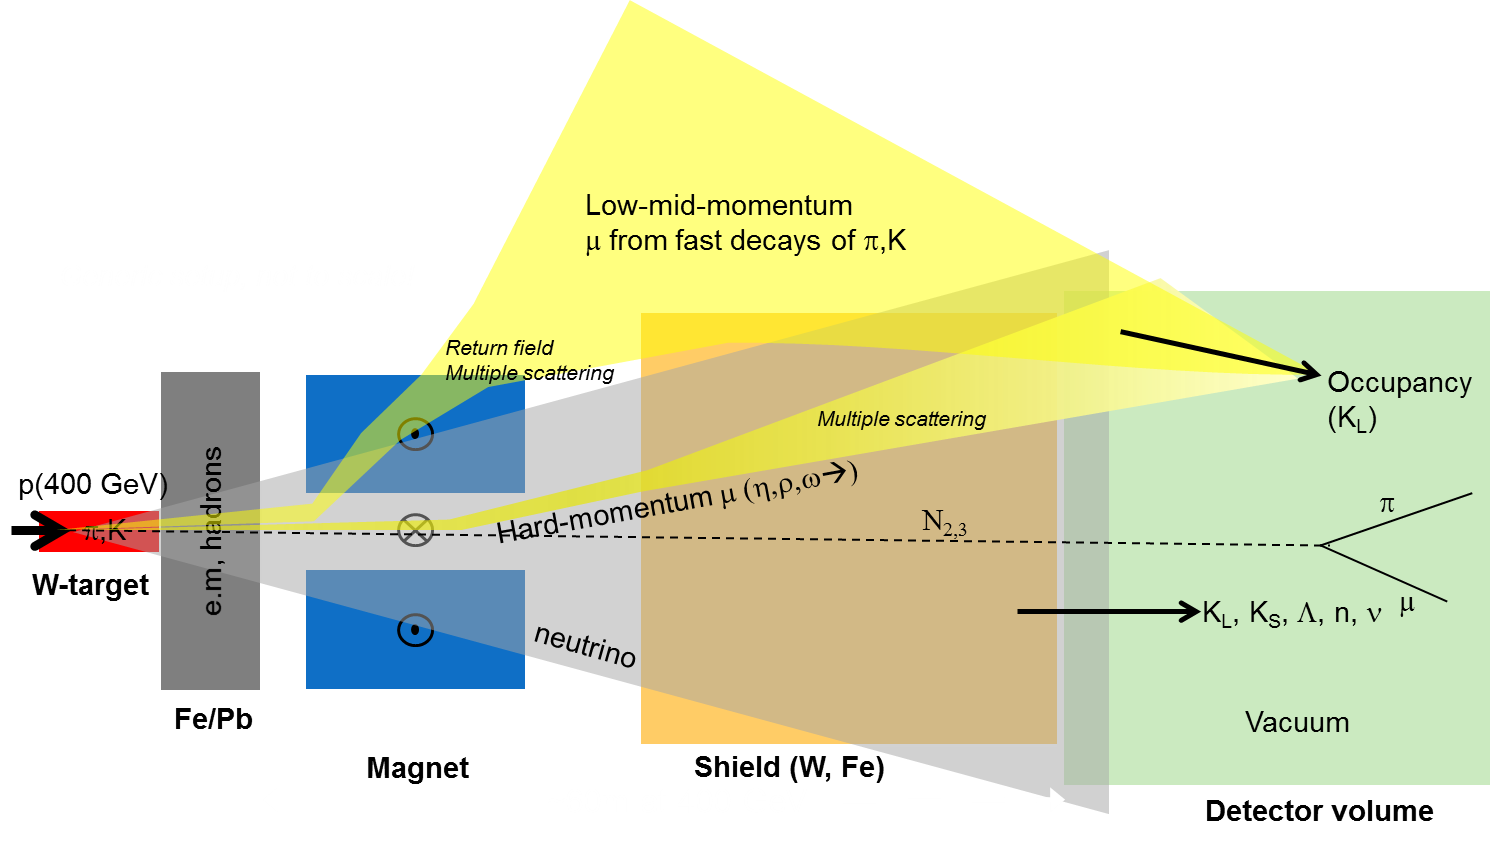 Low-mid-momentum
μ from fast decays of π,K
Return field
Multiple scattering
Multiple scattering
Occupancy
(K_L)
p(400 GeV)
π,K
e.m, hadrons
Hard-momentum μ (η,ρ,ω→)
N_2,3
π
μ
W-target
neutrino
K_L, K_S, Λ, n, ν
Fe/Pb
Vacuum
Magnet
Shield (W, Fe)
Detector volume